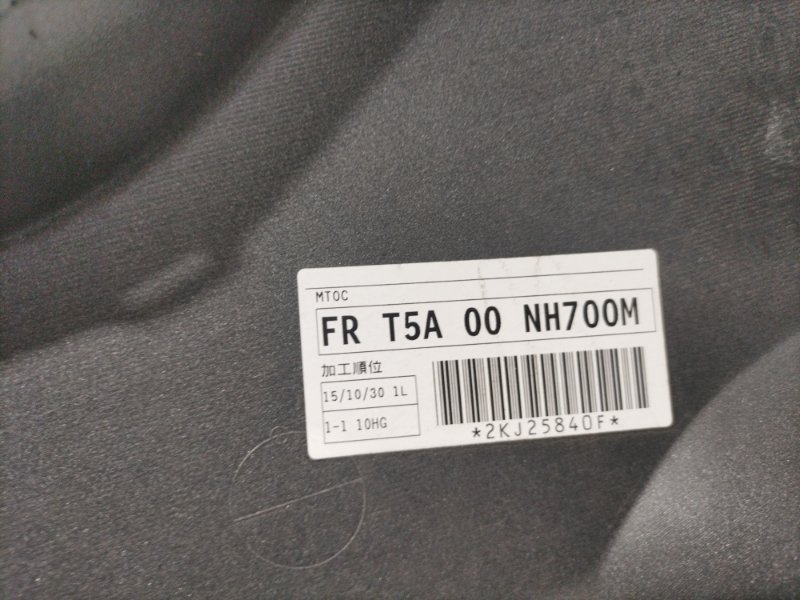 MTOC
FR T5A 00 NH700M
加工順位
15/10/30 1L
1-1 10HG
*2KJ25840F*